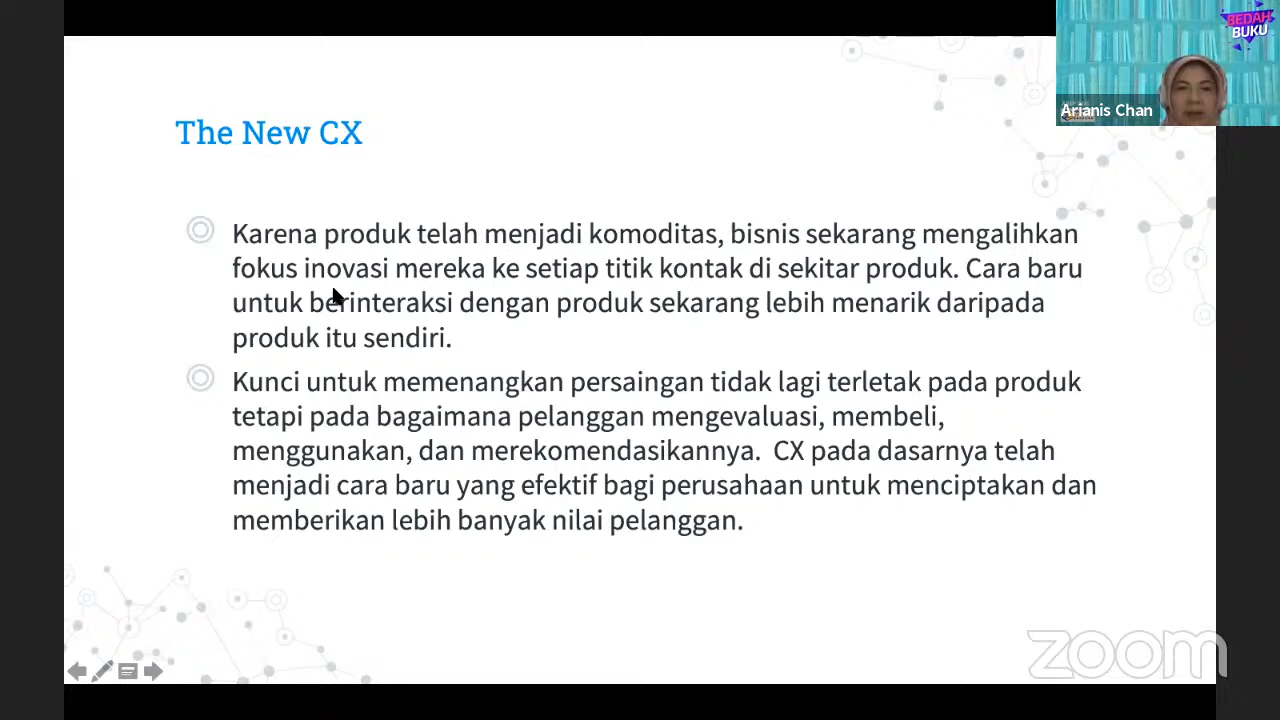 BEDAH
BUKU
Arianis Chan
The New CX
Karena produk telah menjadi komoditas, bisnis sekarang mengalihkan
fokus inovasi mereka ke setiap titik kontak di sekitar produk. Cara baru
untuk berinteraksi dengan produk sekarang lebih menarik daripada
produk itu sendiri.
Kunci untuk memenangkan persaingan tidak lagi terletak pada produk
tetapi pada bagaimana pelanggan mengevaluasi, membeli,
menggunakan, dan merekomendasikannya. CX pada dasarnya telah
menjadi cara baru yang efektif bagi perusahaan untuk menciptakan dan
memberikan lebih banyak nilai pelanggan.
zoom